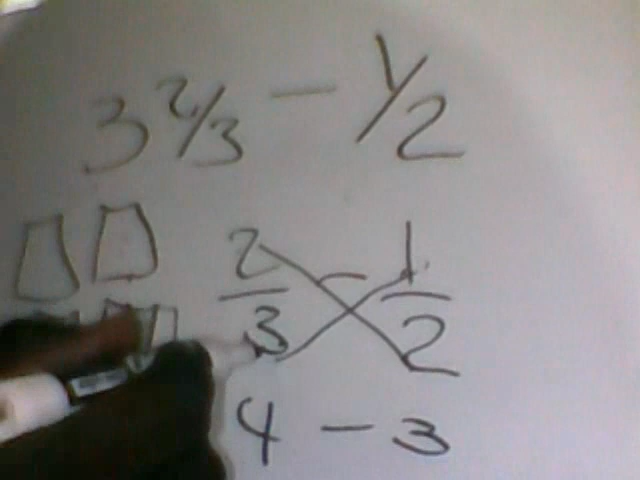 3 2/3 - 1/2
2/3 - 1/2
4 - 3